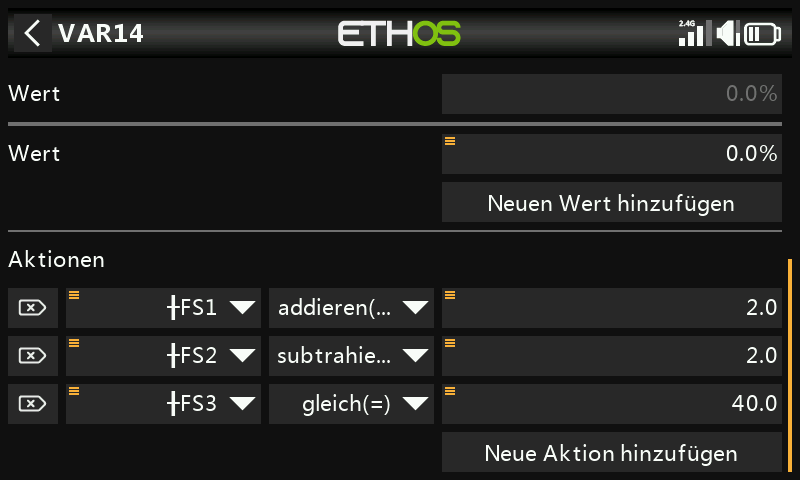 VAR14 ETHOS 2.4G
Wert 0.0%
Wert 0.0%
Neuen Wert hinzufügen
Aktionen
╂FS1 addieren(... 2.0
╂FS2 subtrahie... 2.0
╂FS3 gleich(=) 40.0
Neue Aktion hinzufügen